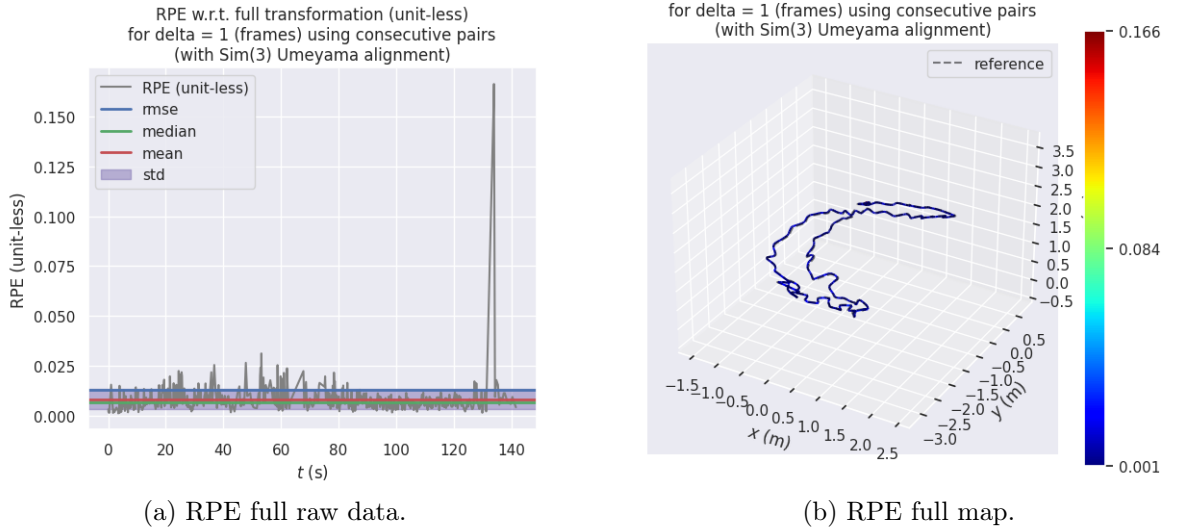 RPE w.r.t. full transformation (unit-less)
for delta = 1 (frames) using consecutive pairs
(with Sim(3) Umeyama alignment)
RPE (unit-less)
rmse
median
mean
std
RPE (unit-less)
0.150
0.125
0.100
0.075
0.050
0.025
0.000
0 20 40 60 80 100 120 140
t (s)
(a) RPE full raw data.
for delta = 1 (frames) using consecutive pairs
(with Sim(3) Umeyama alignment)
reference
3.5
3.0
2.5
2.0
1.5
1.0
0.5
0.0
−0.5
0.5
0.0
−0.5
−1.0
−1.5
−2.0
−2.5
−3.0
y (m)
−1.5 −1.0 −0.5 0.0 0.5 1.0 1.5 2.0 2.5
x (m)
0.166
0.084
0.001
(b) RPE full map.